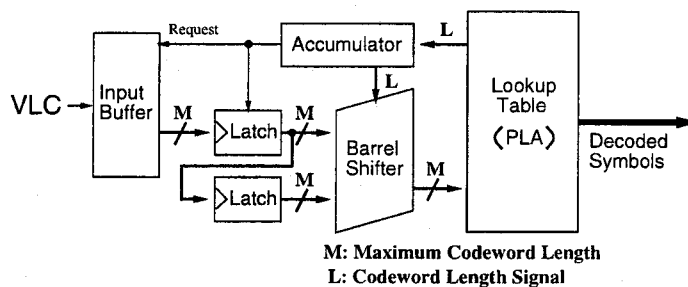 Request
Accumulator
L
L
VLC
Input
Buffer
M
Latch
M
Latch
M
Barrel
Shifter
M
Lookup
Table
(PLA)
Decoded
Symbols
M: Maximum Codeword Length
L: Codeword Length Signal